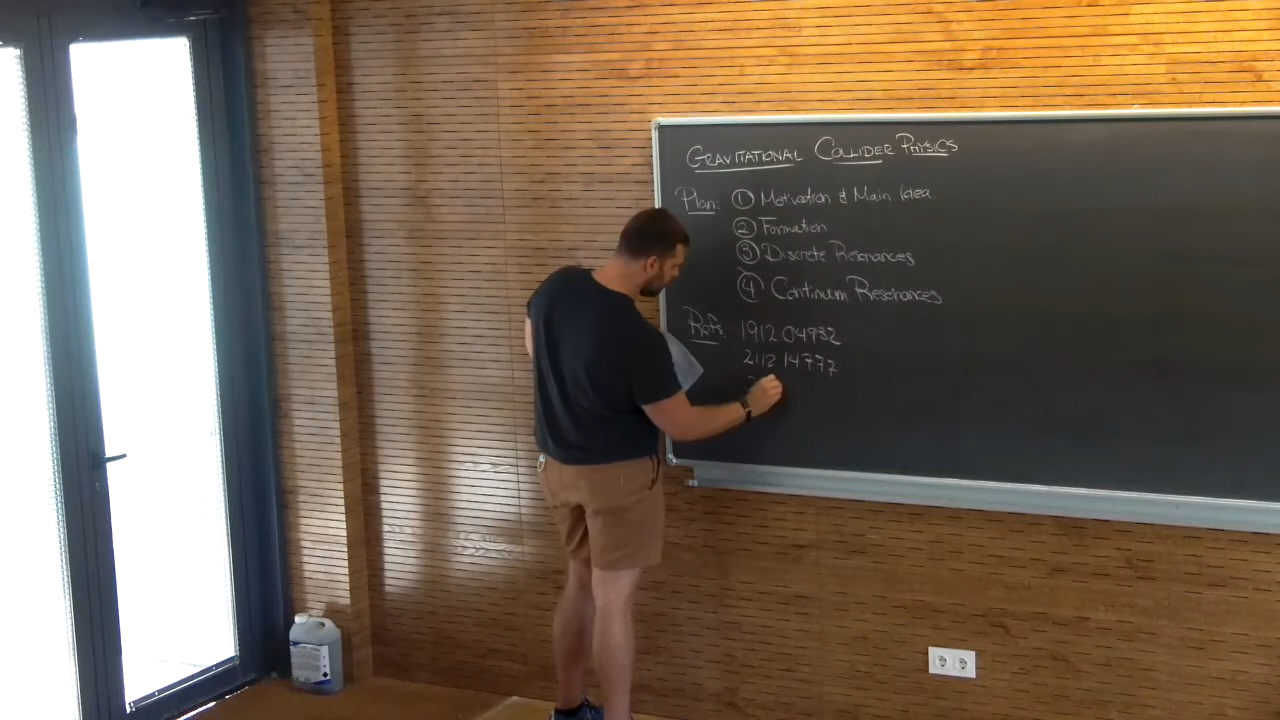 GRAVITATIONAL COLLIDER PHYSICS
Plan: ① Motivation & Main Idea.
② Formation
③ Discrete Resonances
④ Continuum Resonances
Refs: 1912 04932
2112 14777